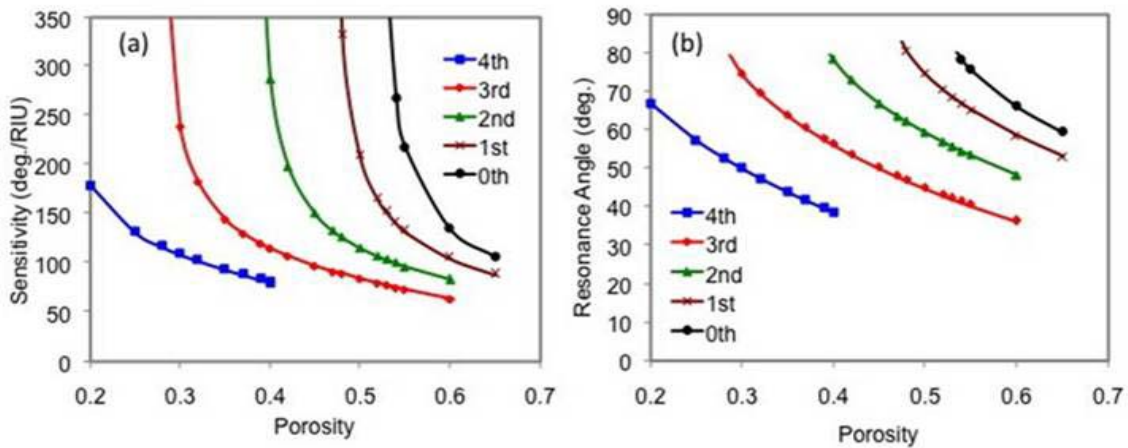 (a)
Sensitivity (deg./RIU)
350
300
250
200
150
100
50
0
0.2 0.3 0.4 0.5 0.6 0.7
Porosity
4th
3rd
2nd
1st
0th
(b)
Resonance Angle (deg.)
90
80
70
60
50
40
30
20
10
0
0.2 0.3 0.4 0.5 0.6 0.7
Porosity
4th
3rd
2nd
1st
0th